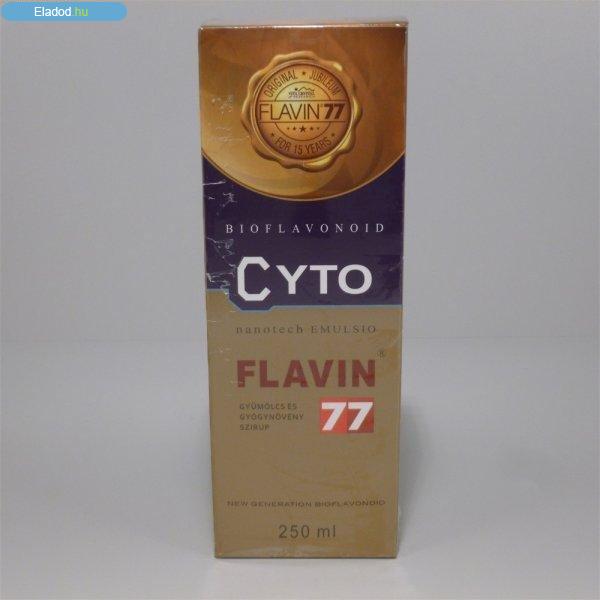 Eladod.hu
ORIGINAL ★ JUBILEUM
FLAVIN'77
FOR 15 YEARS
BIOFLAVONOID
CYTO
nanotech EMULSIO
FLAVIN®
GYÜMÖLCS ÉS
GYÓGYNÖVÉNY
SZIRUP
77
NEW GENERATION BIOFLAVONOID
250 ml